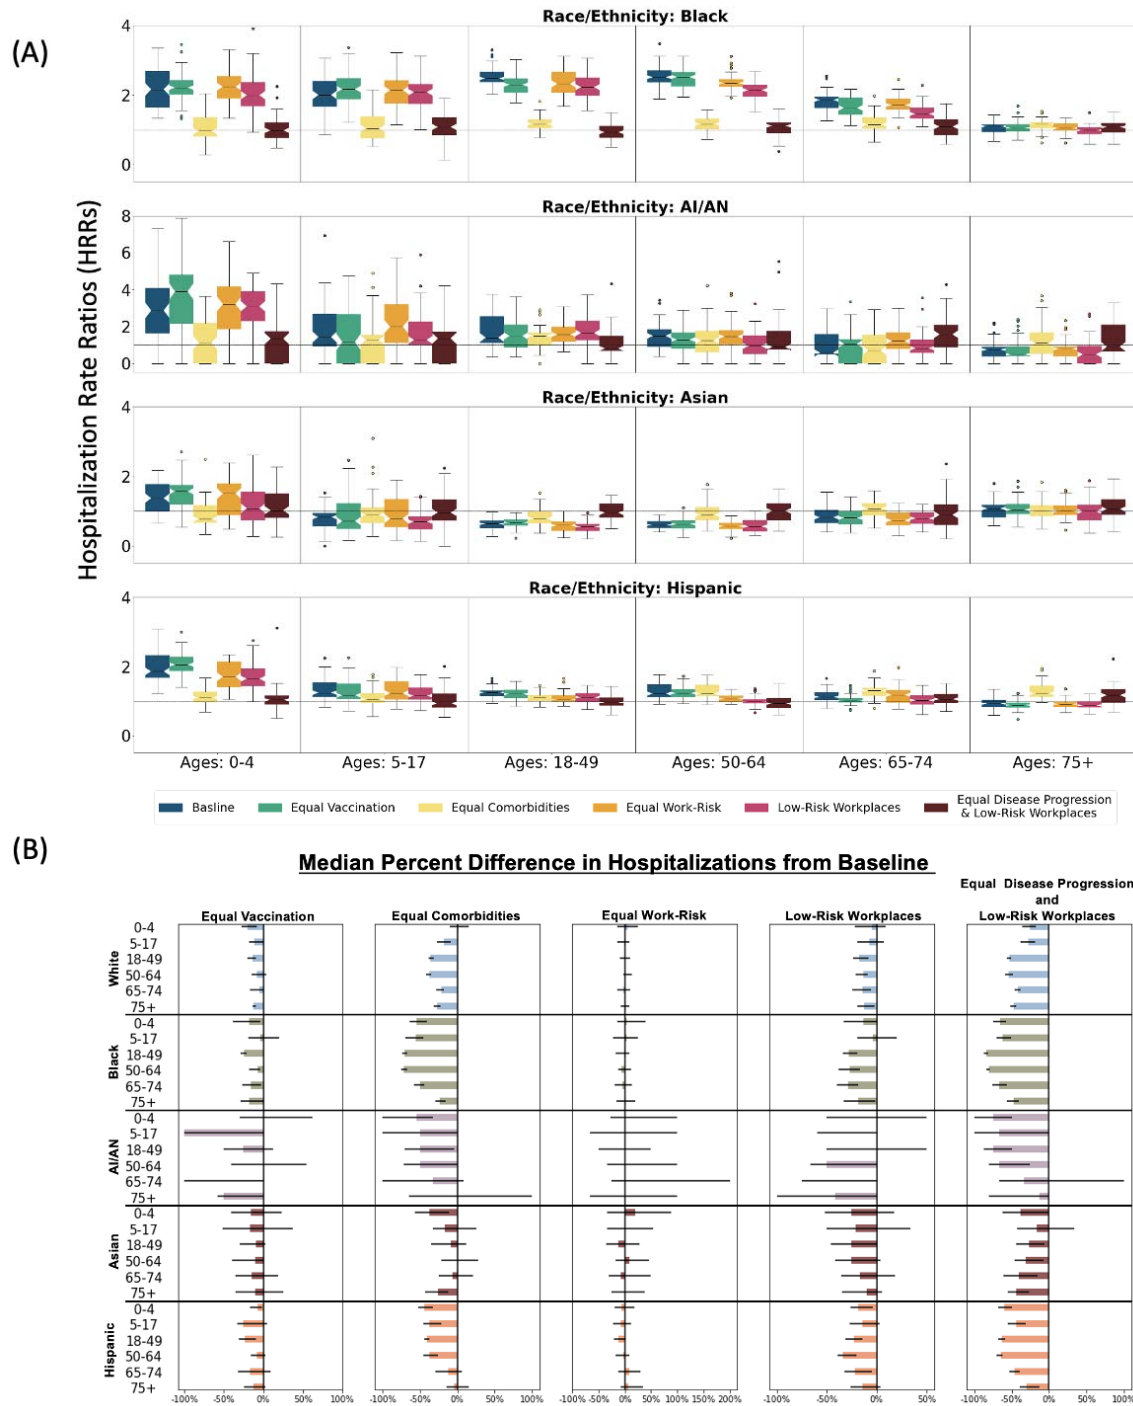 (A)
Race/Ethnicity: Black
4
2
0
Race/Ethnicity: AI/AN
8
6
4
2
0
Hospitalization Rate Ratios (HRRs)
Race/Ethnicity: Asian
4
2
0
Race/Ethnicity: Hispanic
4
2
0
Ages: 0-4 Ages: 5-17 Ages: 18-49 Ages: 50-64 Ages: 65-74 Ages: 75+
Basline Equal Vaccination Equal Comorbidities Equal Work-Risk Low-Risk Workplaces Equal Disease Progression
& Low-Risk Workplaces
(B)
Median Percent Difference in Hospitalizations from Baseline
Equal Disease Progression
and
Equal Vaccination Equal Comorbidities Equal Work-Risk Low-Risk Workplaces Low-Risk Workplaces
White
0-4
5-17
18-49
50-64
65-74
75+
Black
0-4
5-17
18-49
50-64
65-74
75+
AI/AN
0-4
5-17
18-49
50-64
65-74
75+
Asian
0-4
5-17
18-49
50-64
65-74
75+
Hispanic
0-4
5-17
18-49
50-64
65-74
75+
-100% -50% 0% 50% 100% -100% -50% 0% 50% 100% -100% -50% 0% 50% 100% 150% 200% -100% -50% 0% 50% -100% -50% 0% 50% 100%